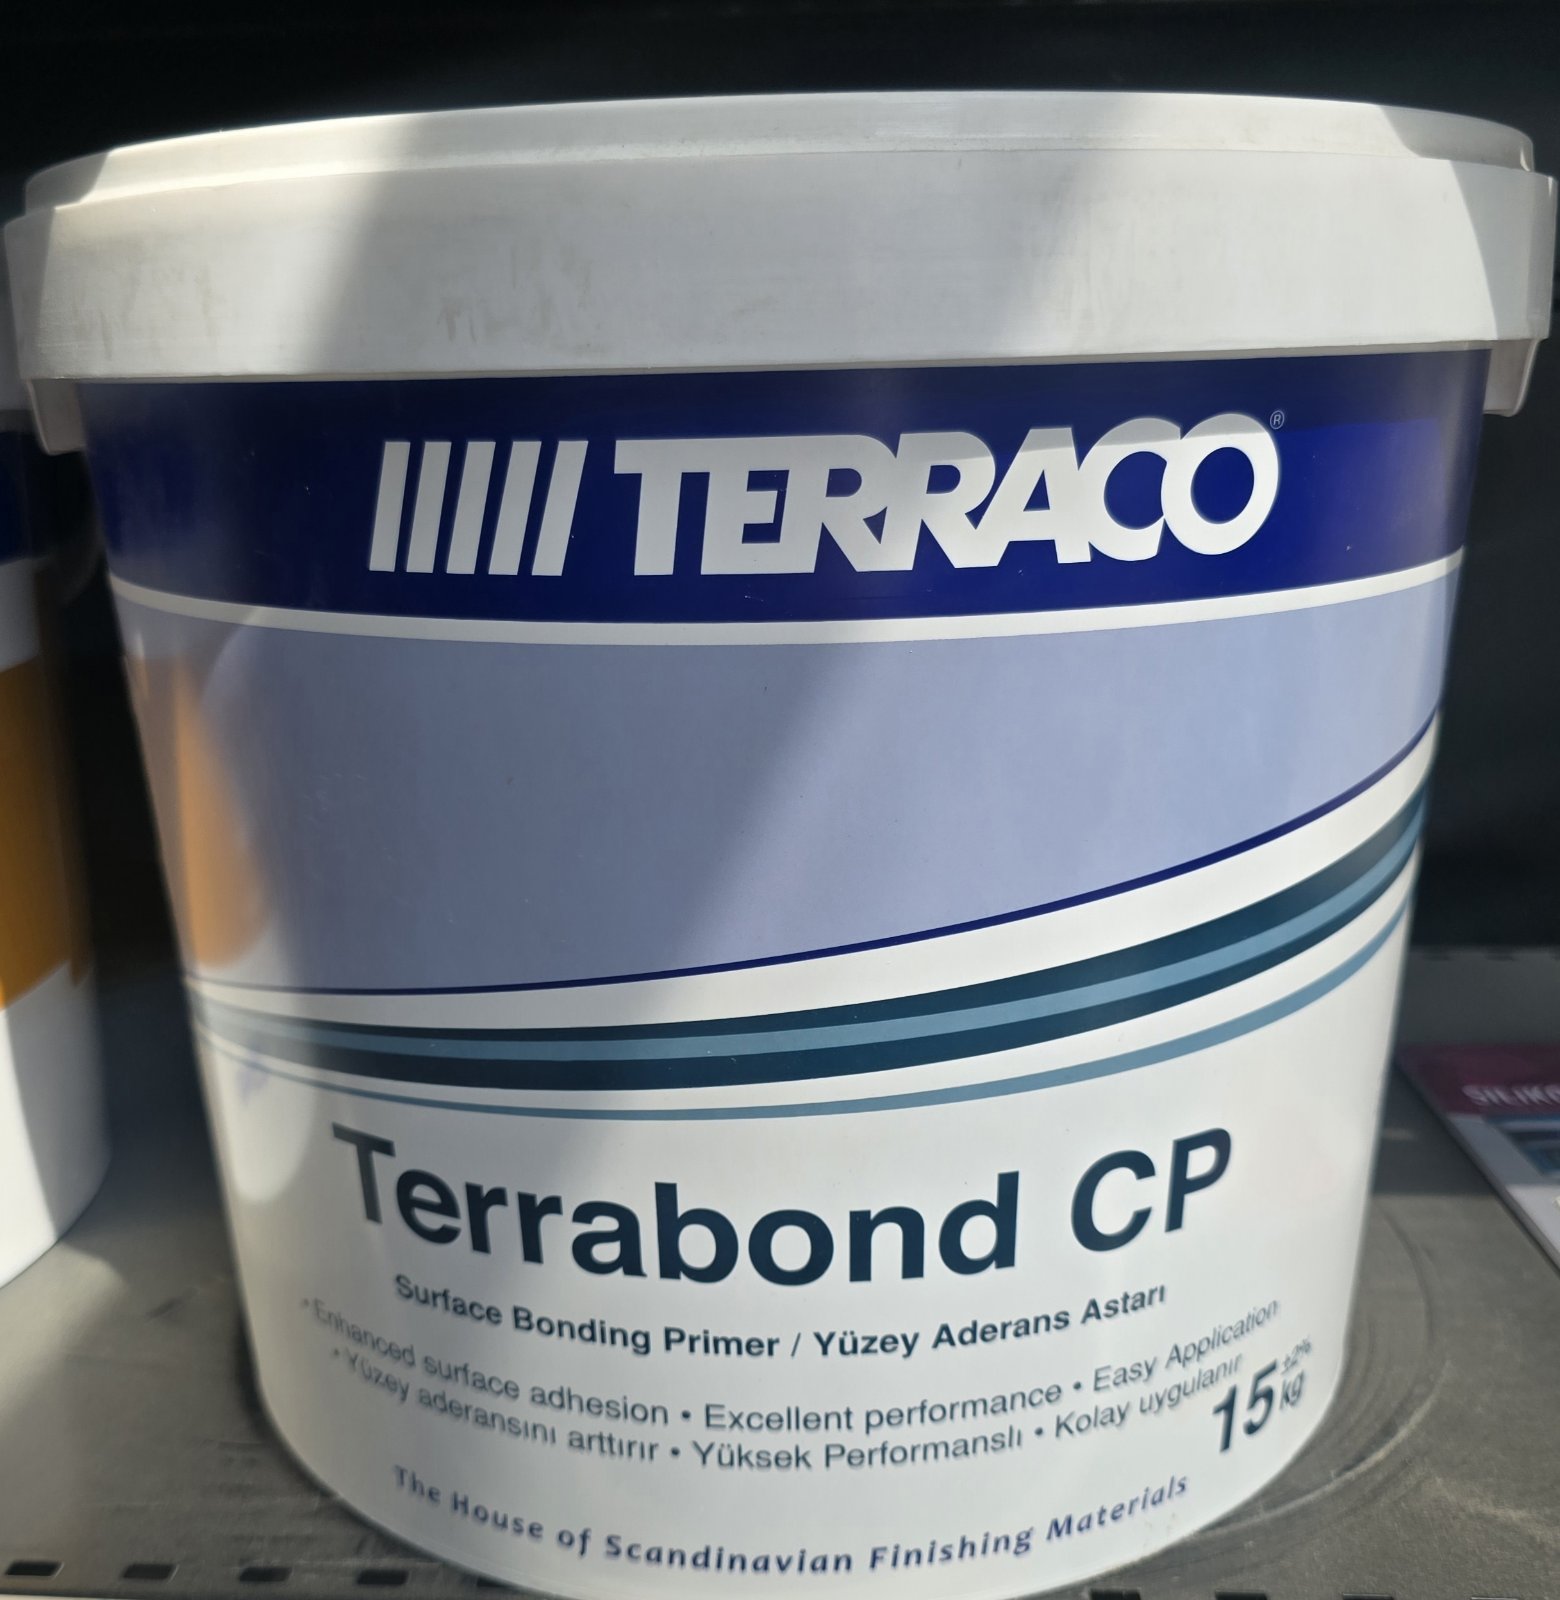 TERRACO®
Terrabond CP
Surface Bonding Primer / Yüzey Aderans Astarı
• Enhanced surface adhesion • Excellent performance • Easy Application
• Yüzey aderansını arttırır • Yüksek Performanslı • Kolay uygulanır
15 kg ±2%
The House of Scandinavian Finishing Materials